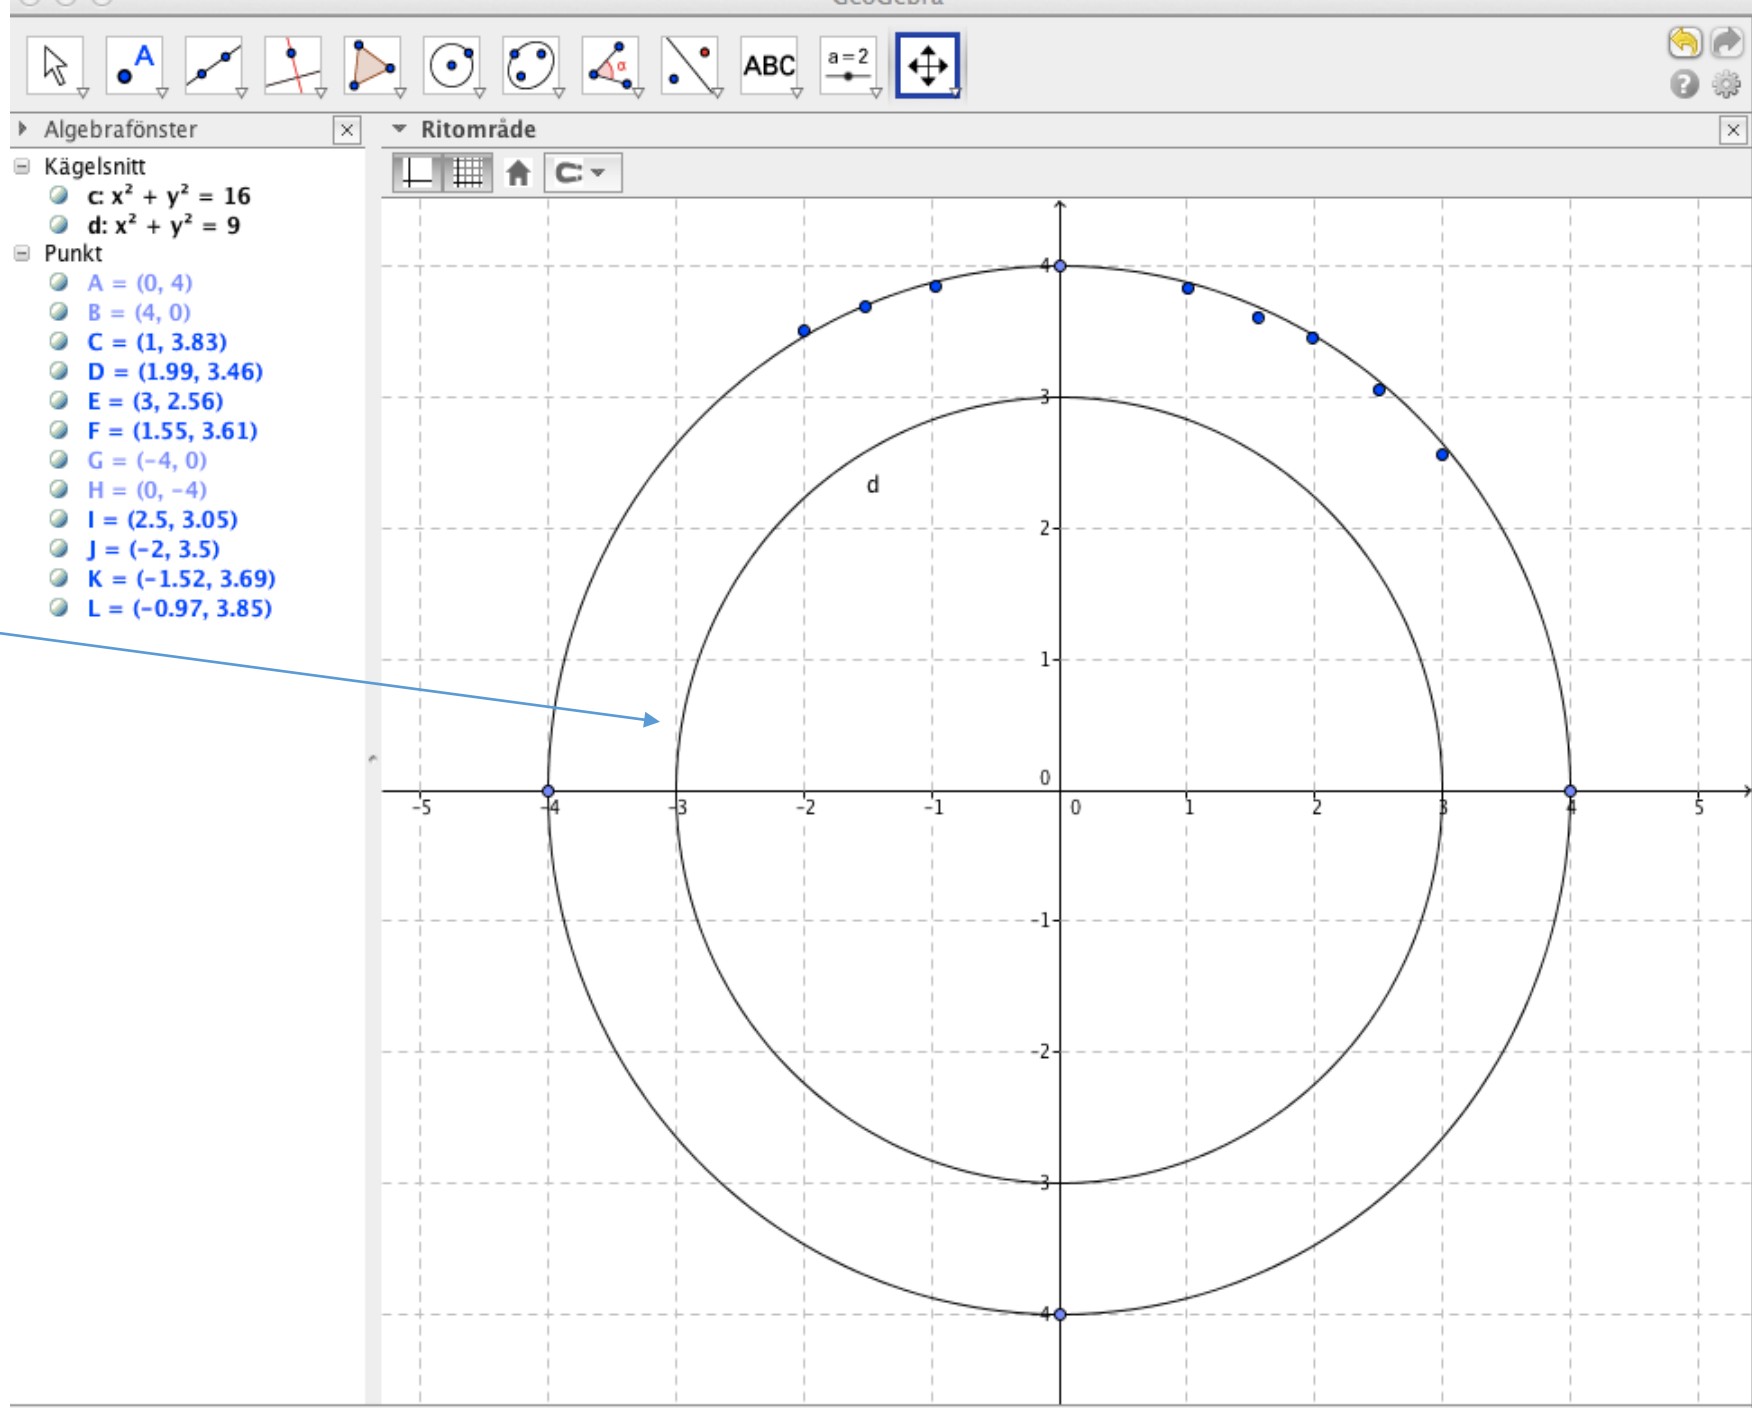 GeoGebra
A
α
ABC
a=2
?
Algebrafönster
Ritområde
Kägelsnitt
c: x² + y² = 16
d: x² + y² = 9
Punkt
A = (0, 4)
B = (4, 0)
C = (1, 3.83)
D = (1.99, 3.46)
E = (3, 2.56)
F = (1.55, 3.61)
G = (−4, 0)
H = (0, −4)
I = (2.5, 3.05)
J = (−2, 3.5)
K = (−1.52, 3.69)
L = (−0.97, 3.85)
4
3
d
2
1
0
−5 −4 −3 −2 −1 0 1 2 3 4 5
−1
−2
−3
−4